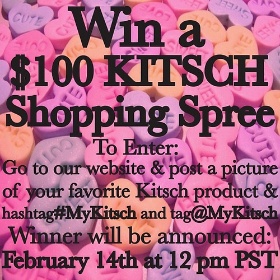 Win a
$100 KITSCH
Shopping Spree
To Enter:
Go to our website & post a picture
of your favorite Kitsch product &
hashtag#MyKitsch and tag@MyKitsch
Winner will be announced:
February 14th at 12 pm PST